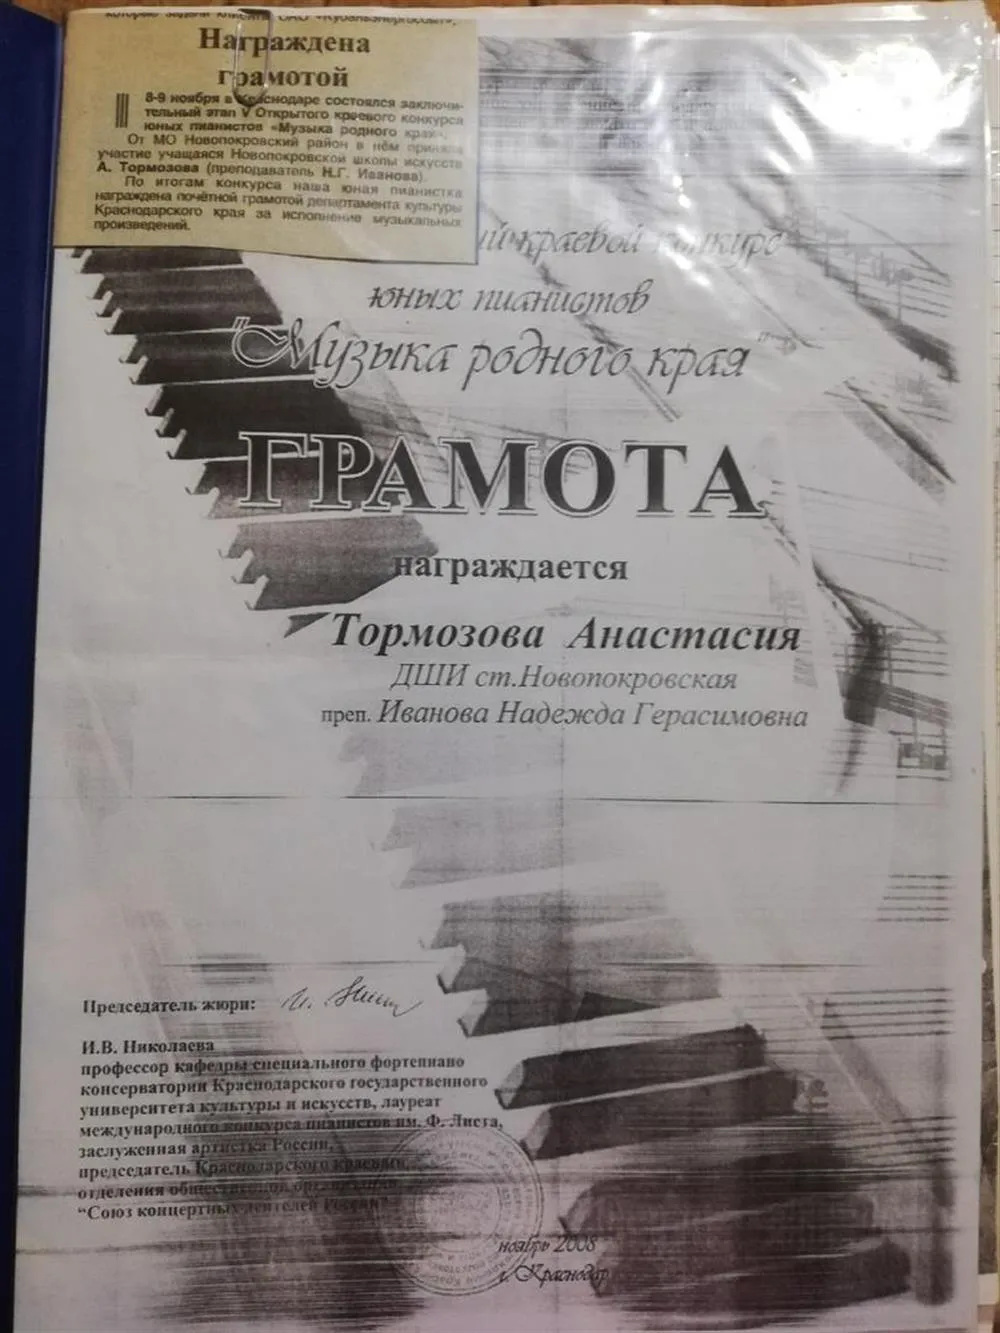 которые задали клиенты ОАО «Кубаньэнергосбыт»,
Награждена
грамотой
8-9 ноября в Краснодаре состоялся заключи-
тельный этап V Открытого краевого конкурса
юных пианистов «Музыка родного края».
От МО Новопокровский район в нём приняла
участие учащаяся Новопокровской школы искусств
А. Тормозова (преподаватель Н.Г. Иванова).
По итогам конкурса наша юная пианистка
награждена почётной грамотой департамента культуры
Краснодарского края за исполнение музыкальных
произведений.
краевой конкурс
юных пианистов
"Музыка родного края"
ГРАМОТА
награждается
Тормозова Анастасия
ДШИ ст.Новопокровская
преп. Иванова Надежда Герасимовна
Председатель жюри:
И.В. Николаева
профессор кафедры специального фортепиано
консерватории Краснодарского государственного
университета культуры и искусств, лауреат
международного конкурса пианистов им. Ф. Листа,
заслуженная артистка России,
председатель Краснодарского краевого
отделения общественной организации
"Союз концертных деятелей России"
ноябрь 2008
г. Краснодар